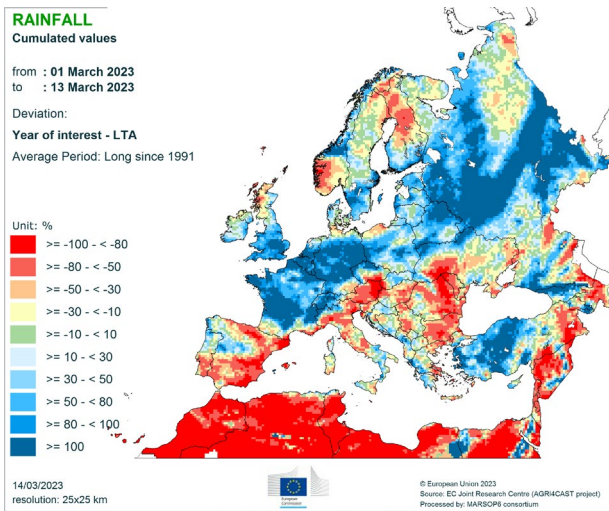 RAINFALL
Cumulated values
from : 01 March 2023
to : 13 March 2023
Deviation:
Year of interest - LTA
Average Period: Long since 1991
Unit: %
>= -100 - < -80
>= -80 - < -50
>= -50 - < -30
>= -30 - < -10
>= -10 - < 10
>= 10 - < 30
>= 30 - < 50
>= 50 - < 80
>= 80 - < 100
>= 100
14/03/2023
resolution: 25x25 km
European
Commission
© European Union 2023
Source: EC Joint Research Centre (AGRI4CAST project)
Processed by: MARSOP6 consortium